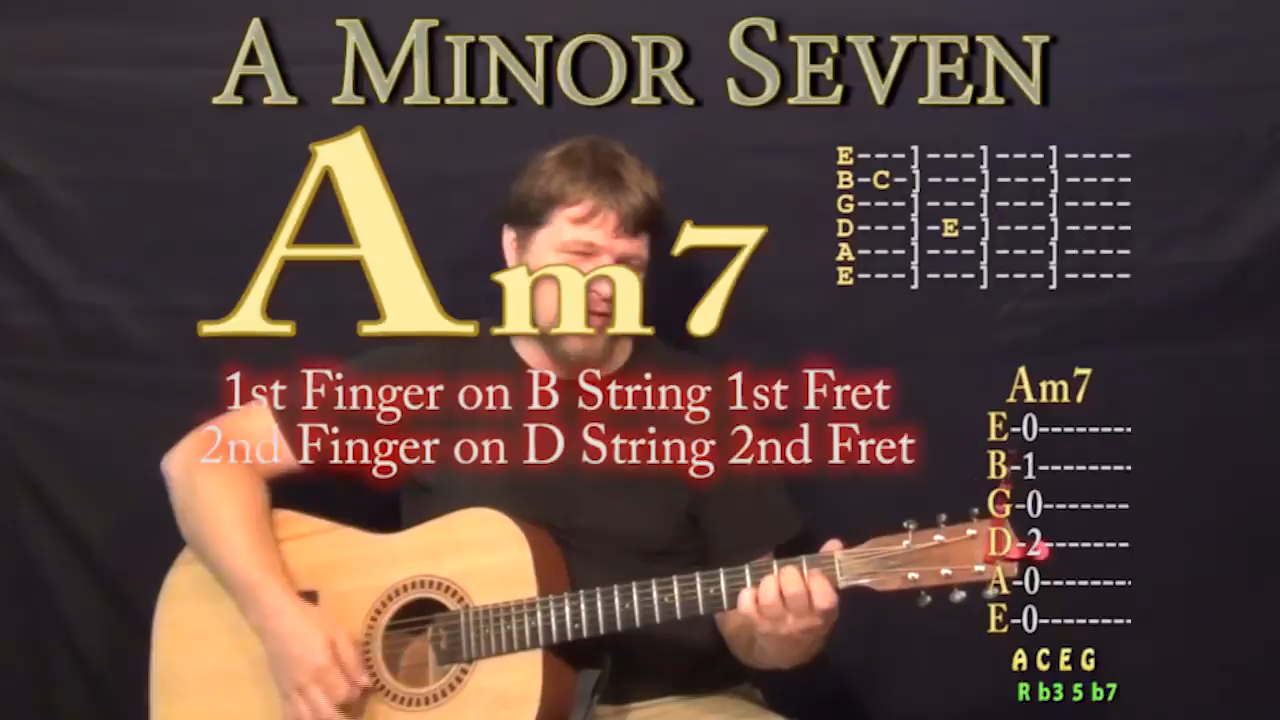 A MINOR SEVEN
Am7
E---]---]---]----
B-C-]---]---]----
G---]---]---]----
D---]-E-]---]----
A---]---]---]----
E---]---]---]----
1st Finger on B String 1st Fret
2nd Finger on D String 2nd Fret
Am7
E-0--------
B-1--------
G-0-------
D-2-------
A-0-------
E-0--------
A C E G
R b3 5 b7